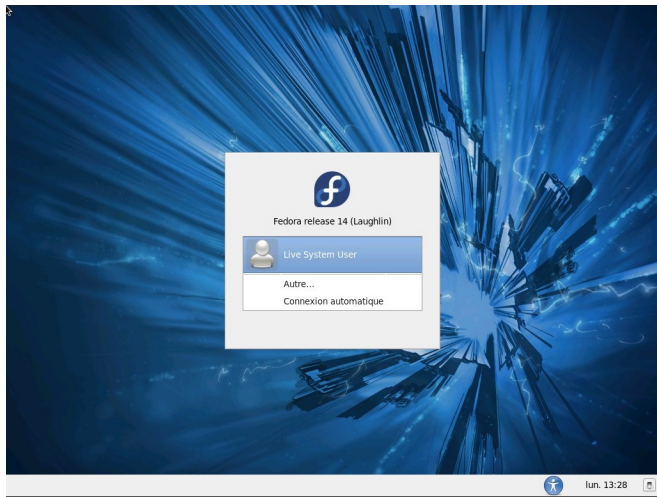 Fedora release 14 (Laughlin)
Live System User
Autre...
Connexion automatique
lun. 13:28